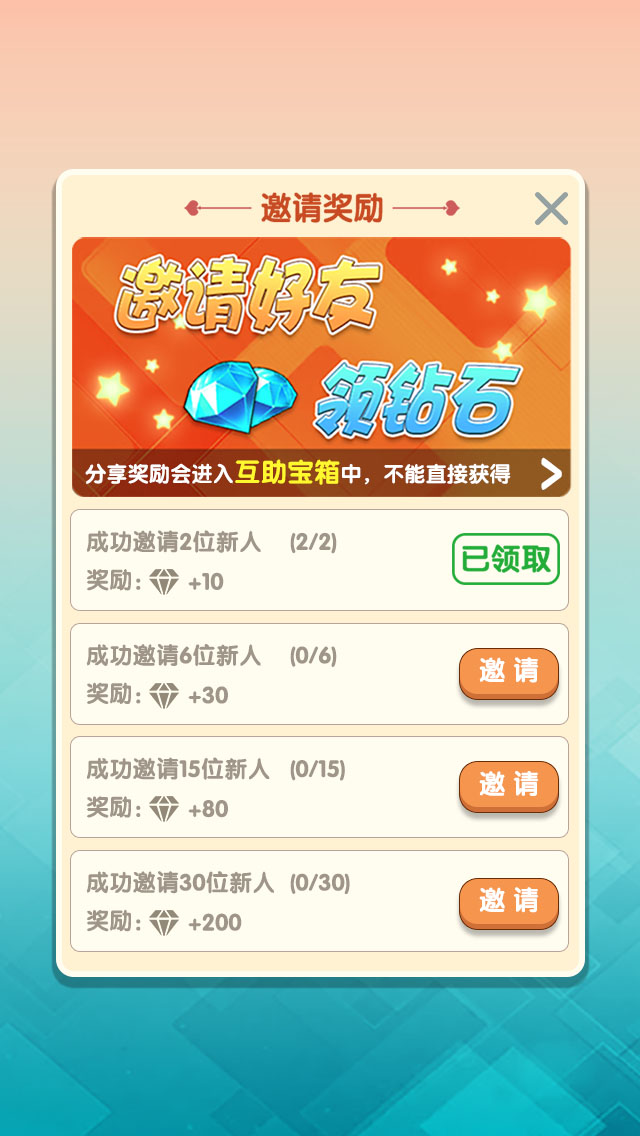 邀请奖励
邀请好友
领钻石
分享奖励会进入互助宝箱中，不能直接获得
成功邀请2位新人 (2/2)
奖励： +10
已领取
成功邀请6位新人 (0/6)
奖励： +30
邀 请
成功邀请15位新人 (0/15)
奖励： +80
邀 请
成功邀请30位新人 (0/30)
奖励： +200
邀 请